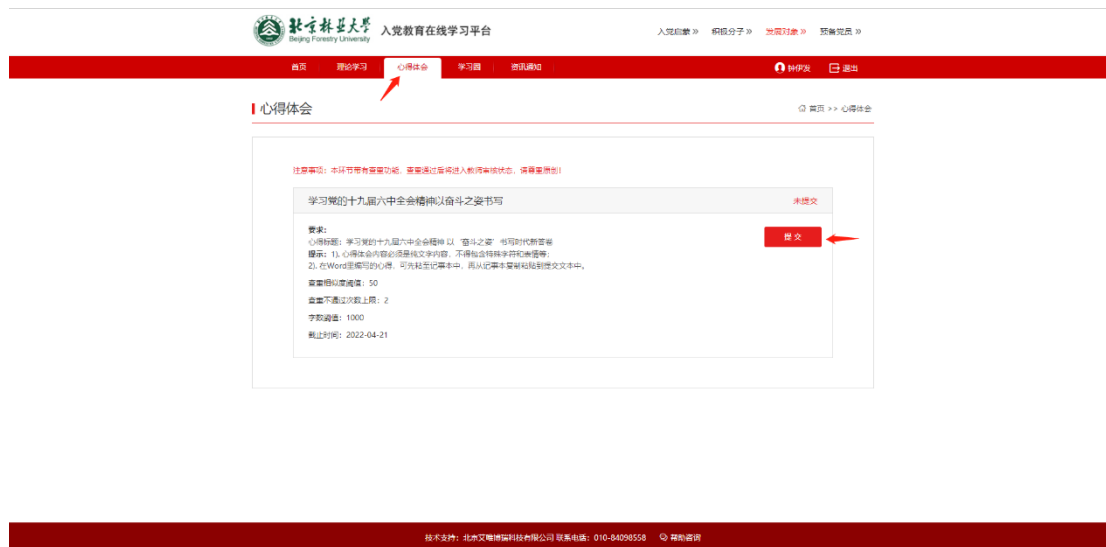 北京林业大学
Beijing Forestry University
入党教育在线学习平台
入党启蒙 » 积极分子 » 发展对象 » 预备党员 »
首页 理论学习 心得体会 学习圈 资讯通知 钟伊发 退出
心得体会
首页 >> 心得体会
注意事项：本环节带有查重功能，查重通过后将进入教师审核状态，请尊重原创！
学习党的十九届六中全会精神以奋斗之姿书写 未提交
要求：
心得标题：学习党的十九届六中全会精神 以“奋斗之姿”书写时代新答卷
提示：1).心得体会内容必须是纯文字内容，不得包含特殊字符和表情等；
2).在Word里编写的心得，可先粘至记事本中，再从记事本复制粘贴到提交文本中。
提 交
查重相似度阈值：50
查重不通过次数上限：2
字数阈值：1000
截止时间：2022-04-21
技术支持：北京艾雕博瑞科技有限公司 联系电话：010-84098558 帮助咨询